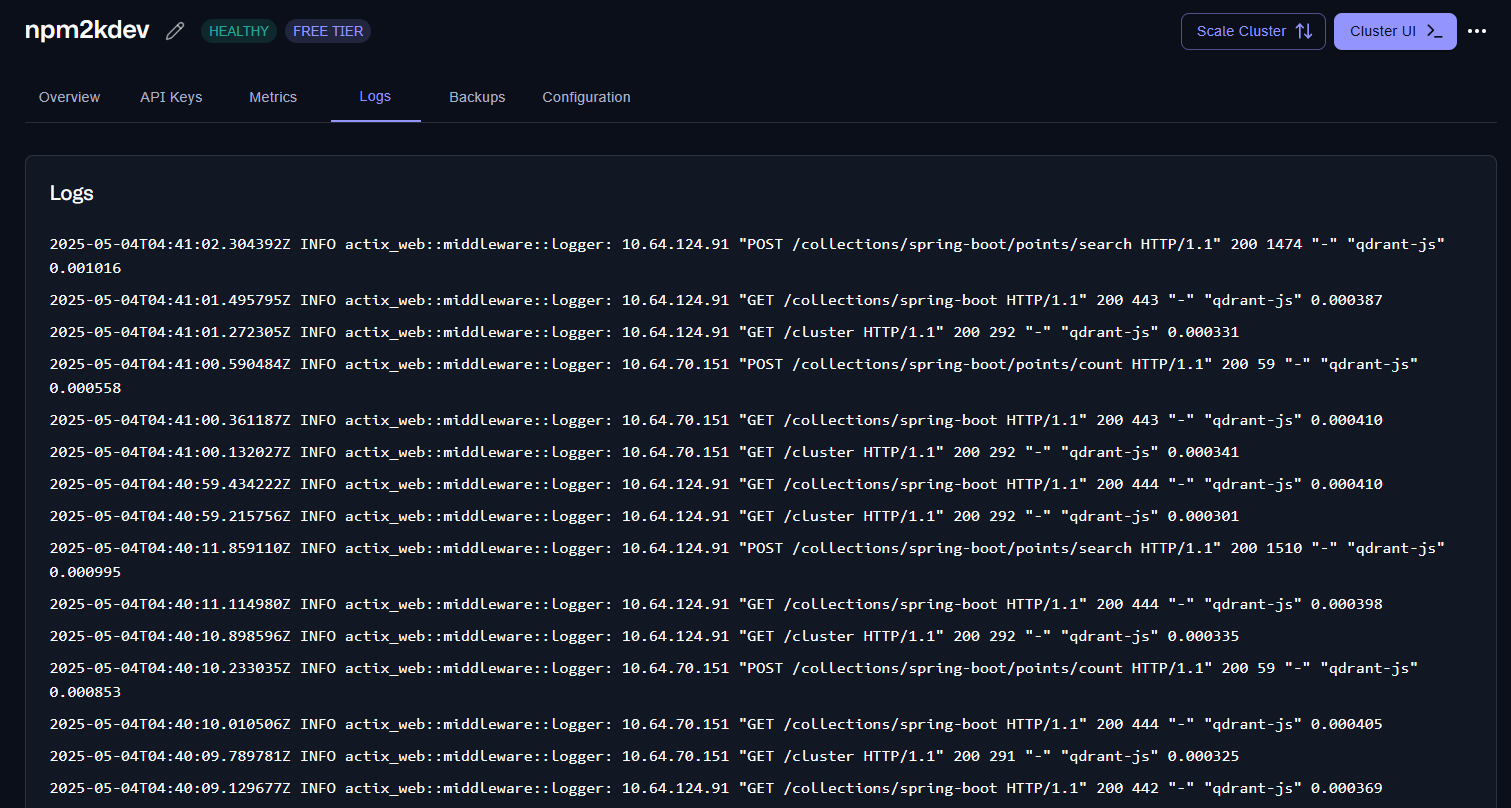 npm2kdev HEALTHY FREE TIER Scale Cluster Cluster UI
Overview API Keys Metrics Logs Backups Configuration
Logs
2025-05-04T04:41:02.304392Z INFO actix_web::middleware::logger: 10.64.124.91 "POST /collections/spring-boot/points/search HTTP/1.1" 200 1474 "-" "qdrant-js"
0.001016
2025-05-04T04:41:01.495795Z INFO actix_web::middleware::logger: 10.64.124.91 "GET /collections/spring-boot HTTP/1.1" 200 443 "-" "qdrant-js" 0.000387
2025-05-04T04:41:01.272305Z INFO actix_web::middleware::logger: 10.64.124.91 "GET /cluster HTTP/1.1" 200 292 "-" "qdrant-js" 0.000331
2025-05-04T04:41:00.590484Z INFO actix_web::middleware::logger: 10.64.70.151 "POST /collections/spring-boot/points/count HTTP/1.1" 200 59 "-" "qdrant-js"
0.000558
2025-05-04T04:41:00.361187Z INFO actix_web::middleware::logger: 10.64.70.151 "GET /collections/spring-boot HTTP/1.1" 200 443 "-" "qdrant-js" 0.000410
2025-05-04T04:41:00.132027Z INFO actix_web::middleware::logger: 10.64.70.151 "GET /cluster HTTP/1.1" 200 292 "-" "qdrant-js" 0.000341
2025-05-04T04:40:59.434222Z INFO actix_web::middleware::logger: 10.64.124.91 "GET /collections/spring-boot HTTP/1.1" 200 444 "-" "qdrant-js" 0.000410
2025-05-04T04:40:59.215756Z INFO actix_web::middleware::logger: 10.64.124.91 "GET /cluster HTTP/1.1" 200 292 "-" "qdrant-js" 0.000301
2025-05-04T04:40:11.859110Z INFO actix_web::middleware::logger: 10.64.124.91 "POST /collections/spring-boot/points/search HTTP/1.1" 200 1510 "-" "qdrant-js"
0.000995
2025-05-04T04:40:11.114980Z INFO actix_web::middleware::logger: 10.64.124.91 "GET /collections/spring-boot HTTP/1.1" 200 444 "-" "qdrant-js" 0.000398
2025-05-04T04:40:10.898596Z INFO actix_web::middleware::logger: 10.64.124.91 "GET /cluster HTTP/1.1" 200 292 "-" "qdrant-js" 0.000335
2025-05-04T04:40:10.233035Z INFO actix_web::middleware::logger: 10.64.70.151 "POST /collections/spring-boot/points/count HTTP/1.1" 200 59 "-" "qdrant-js"
0.000853
2025-05-04T04:40:10.010506Z INFO actix_web::middleware::logger: 10.64.70.151 "GET /collections/spring-boot HTTP/1.1" 200 444 "-" "qdrant-js" 0.000405
2025-05-04T04:40:09.789781Z INFO actix_web::middleware::logger: 10.64.70.151 "GET /cluster HTTP/1.1" 200 291 "-" "qdrant-js" 0.000325
2025-05-04T04:40:09.129677Z INFO actix_web::middleware::logger: 10.64.124.91 "GET /collections/spring-boot HTTP/1.1" 200 442 "-" "qdrant-js" 0.000369